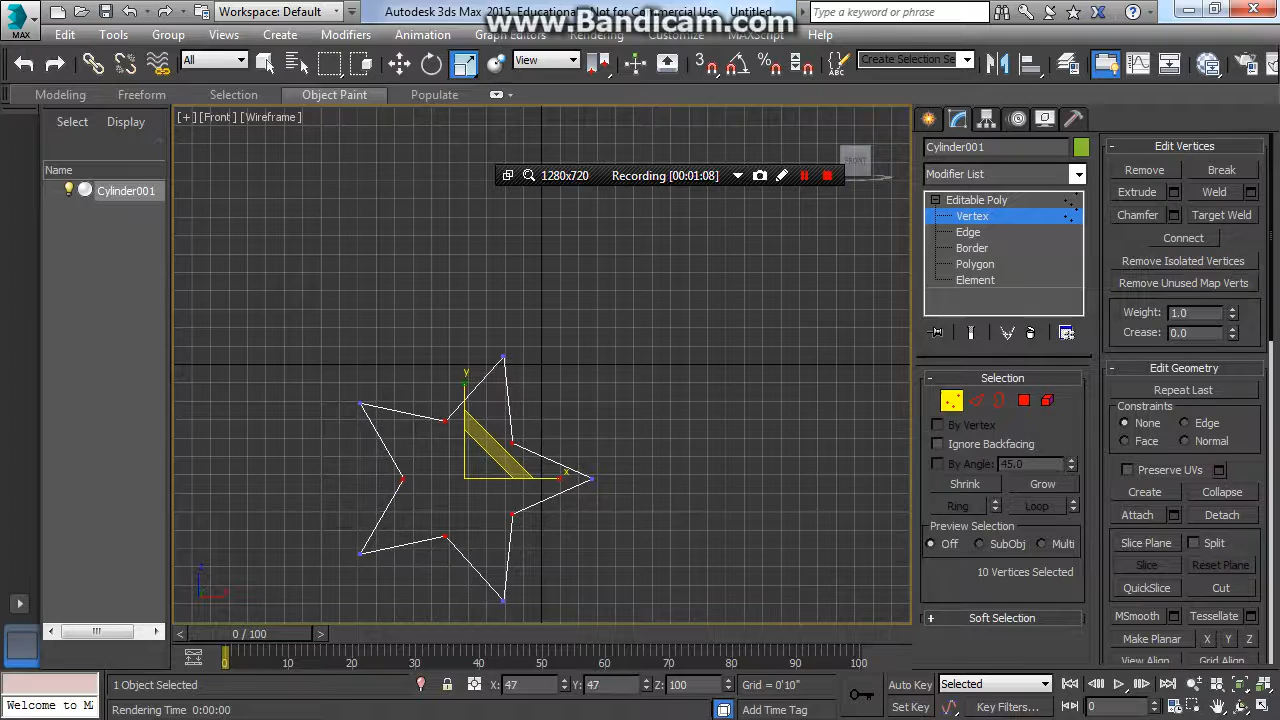 Workspace: Default
Autodesk 3ds Max 2015, Educational Not for Commercial Use Untitled
Type a keyword or phrase
www.Bandicam.com
MAX
Edit Tools Group Views Create Modifiers Animation Graph Editors Rendering Customize MAXScript Help
All
View
Create Selection Se
Modeling Freeform Selection Object Paint Populate
Select Display
[+] [Front] [Wireframe]
Name
Cylinder001
1280x720 Recording [00:01:08]
FRONT
y
x
z
Cylinder001
Modifier List
Editable Poly
Vertex
Edge
Border
Polygon
Element
- Selection
By Vertex
Ignore Backfacing
By Angle: 45.0
Shrink Grow
Ring Loop
Preview Selection
Off SubObj Multi
10 Vertices Selected
+ Soft Selection
- Edit Vertices
Remove Break
Extrude Weld
Chamfer Target Weld
Connect
Remove Isolated Vertices
Remove Unused Map Verts
Weight: 1.0
Crease: 0.0
- Edit Geometry
Repeat Last
Constraints
None Edge
Face Normal
Preserve UVs
Create Collapse
Attach Detach
Slice Plane Split
Slice Reset Plane
QuickSlice Cut
MSmooth Tessellate
Make Planar X Y Z
View Align Grid Align
< 0 / 100 >
0 10 20 30 40 50 60 70 80 90 100
1 Object Selected X: 47 Y: 47 Z: 100 Grid = 0'10" Auto Key Selected
Welcome to M
Rendering Time 0:00:00 Add Time Tag Set Key Key Filters... 0